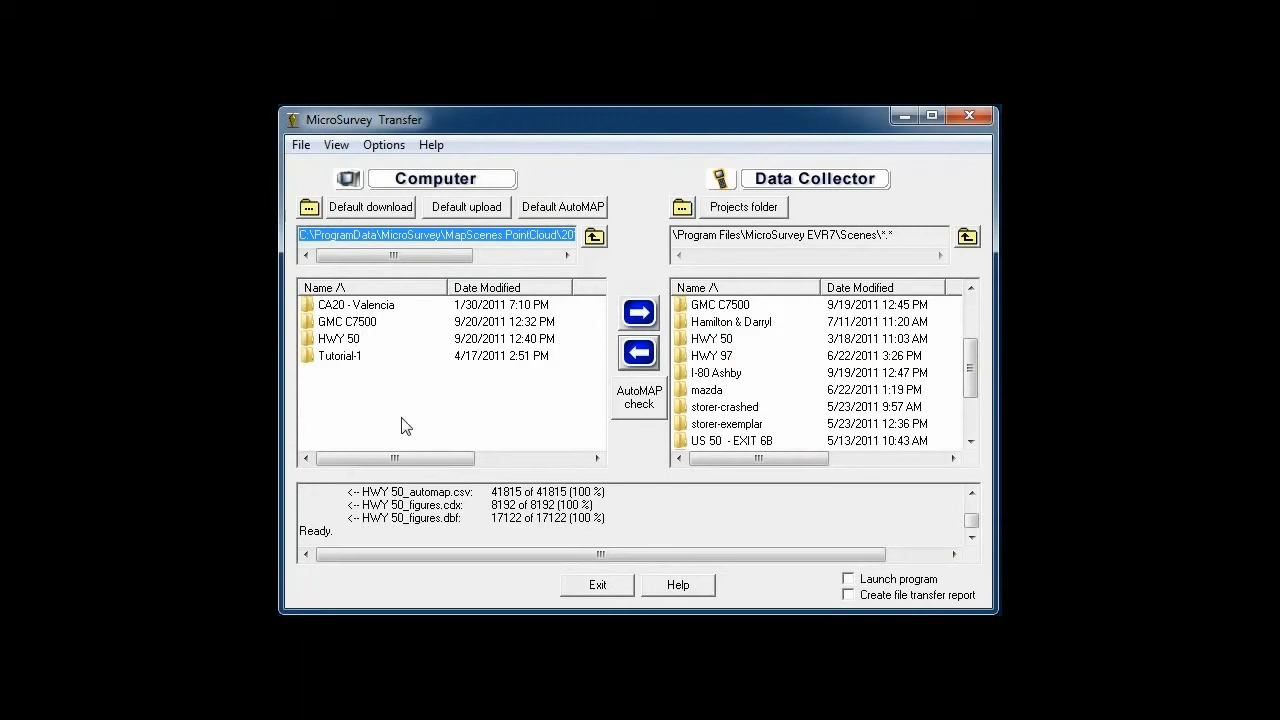 MicroSurvey Transfer
File View Options Help
Computer
Data Collector
Default download Default upload Default AutoMAP
Projects folder
C:\ProgramData\MicroSurvey\MapScenes PointCloud\20
\Program Files\MicroSurvey EVR7\Scenes\*.*
Name /\ Date Modified
CA20 - Valencia 1/30/2011 7:10 PM
GMC C7500 9/20/2011 12:32 PM
HWY 50 9/20/2011 12:40 PM
Tutorial-1 4/17/2011 2:51 PM
AutoMAP
check
Name /\ Date Modified
GMC C7500 9/19/2011 12:45 PM
Hamilton & Darryl 7/11/2011 11:20 AM
HWY 50 3/18/2011 11:03 AM
HWY 97 6/22/2011 3:26 PM
I-80 Ashby 9/19/2011 12:47 PM
mazda 6/22/2011 1:19 PM
storer-crashed 5/23/2011 9:57 AM
storer-exemplar 5/23/2011 12:36 PM
US 50 - EXIT 6B 5/13/2011 10:43 AM
<-- HWY 50_automap.csv: 41815 of 41815 (100 %)
<-- HWY 50_figures.cdx: 8192 of 8192 (100 %)
<-- HWY 50_figures.dbf: 17122 of 17122 (100 %)
Ready.
Exit Help
Launch program
Create file transfer report